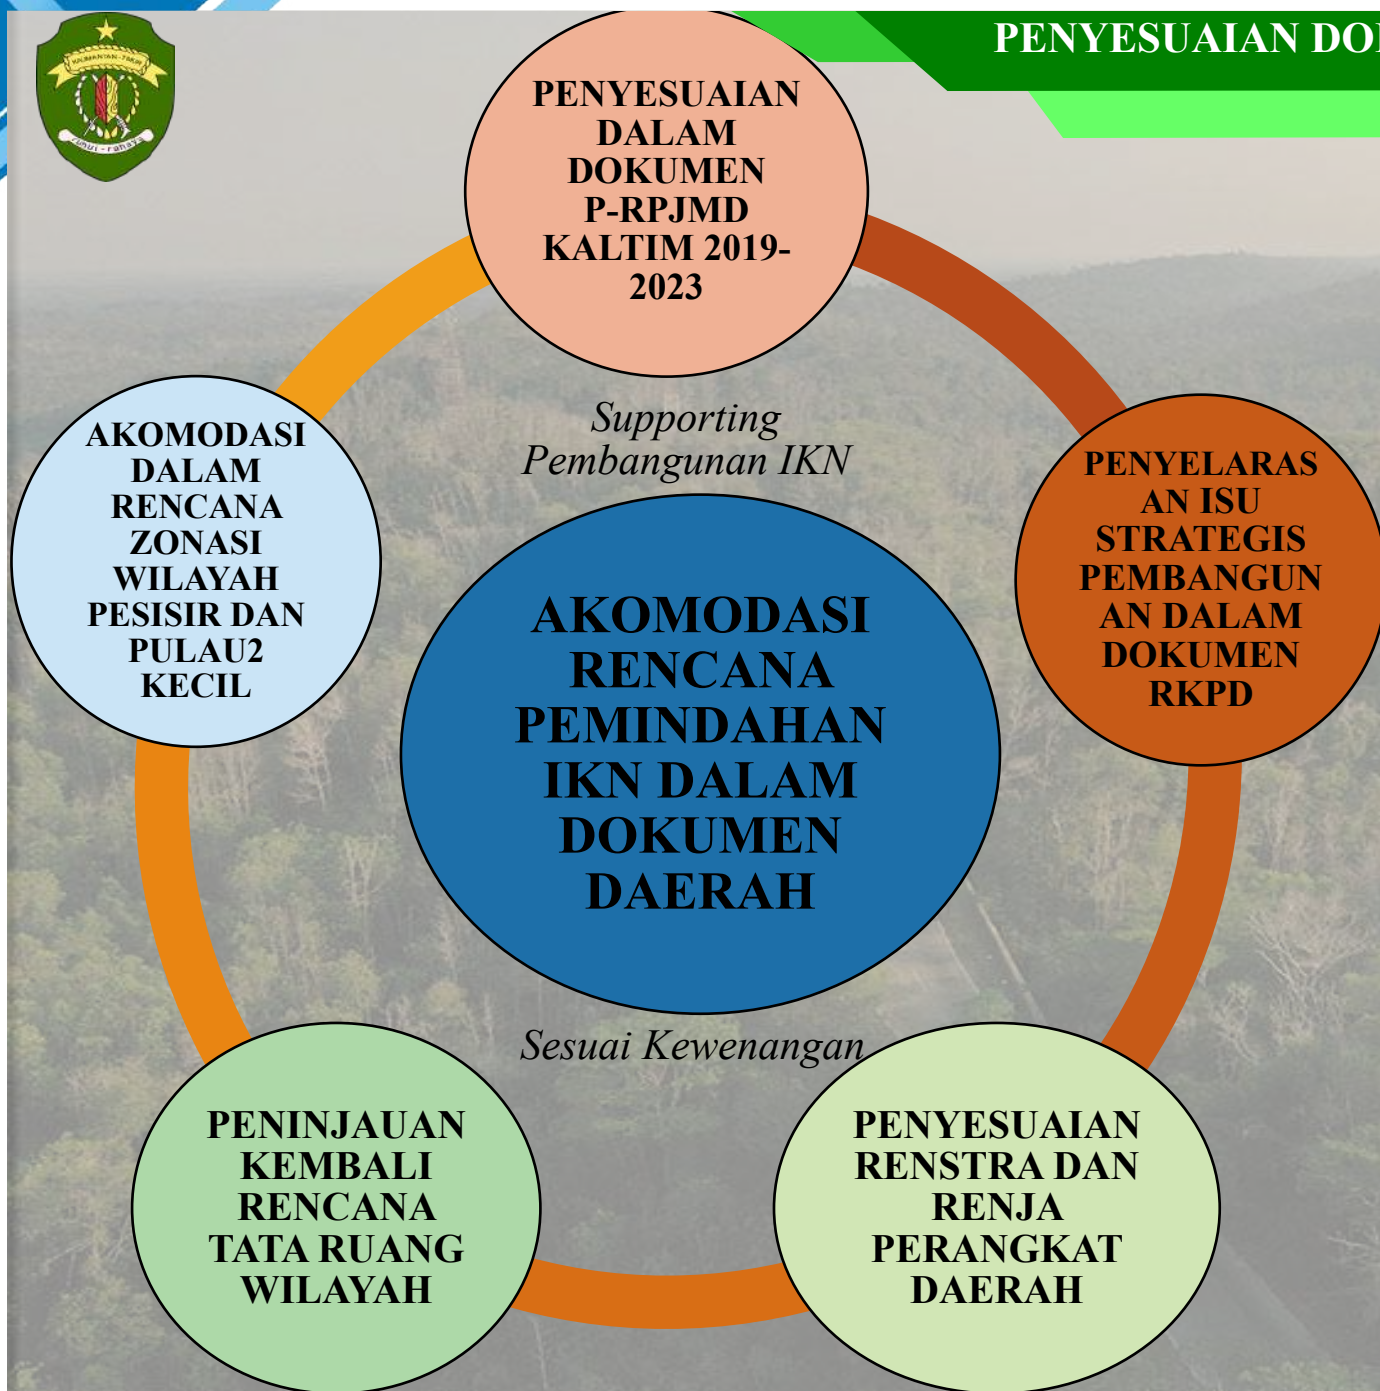 PENYESUAIAN
KALIMANTAN-TIMUR
PENYESUAIAN
DALAM
DOKUMEN
P-RPJMD
KALTIM 2019-
2023
Supporting
Pembangunan IKN
AKOMODASI
DALAM
RENCANA
ZONASI
WILAYAH
PESISIR DAN
PULAU2
KECIL
PENYELARAS
AN ISU
STRATEGIS
PEMBANGUN
AN DALAM
DOKUMEN
RKPD
AKOMODASI
RENCANA
PEMINDAHAN
IKN DALAM
DOKUMEN
DAERAH
Sesuai Kewenangan
PENINJAUAN
KEMBALI
RENCANA
TATA RUANG
WILAYAH
PENYESUAIAN
RENSTRA DAN
RENJA
PERANGKAT
DAERAH